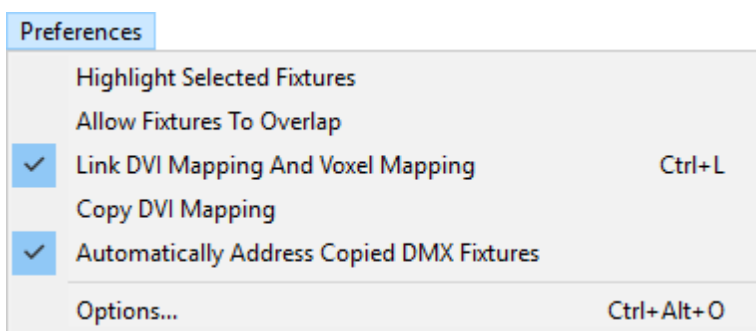 Preferences
Highlight Selected Fixtures
Allow Fixtures To Overlap
Link DVI Mapping And Voxel Mapping Ctrl+L
Copy DVI Mapping
Automatically Address Copied DMX Fixtures
Options... Ctrl+Alt+O